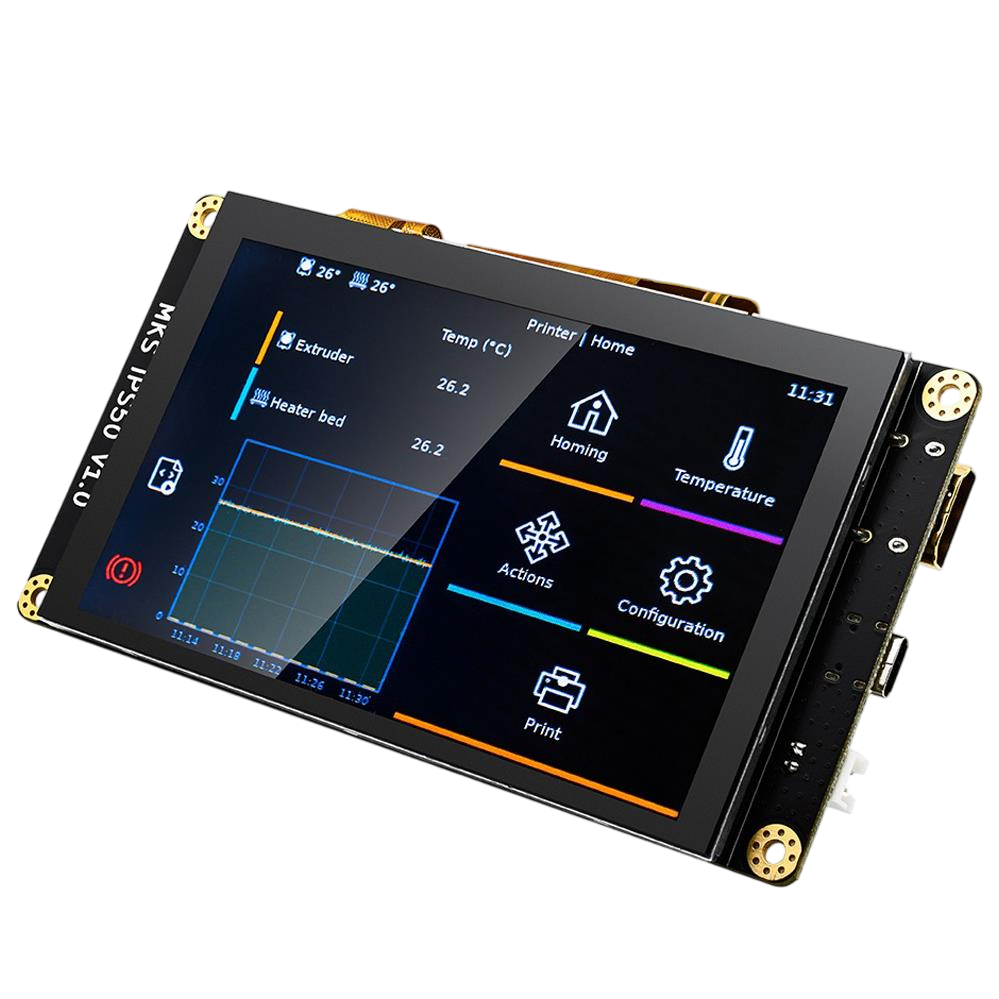 MKS IPS50 V1.0
26° 26°
Printer | Home
11:31
Temp (°C)
Extruder
26.2
Heater bed
26.2
30
20
10
0
11:14 11:18 11:22 11:26 11:30
Homing
Temperature
Actions
Configuration
Print